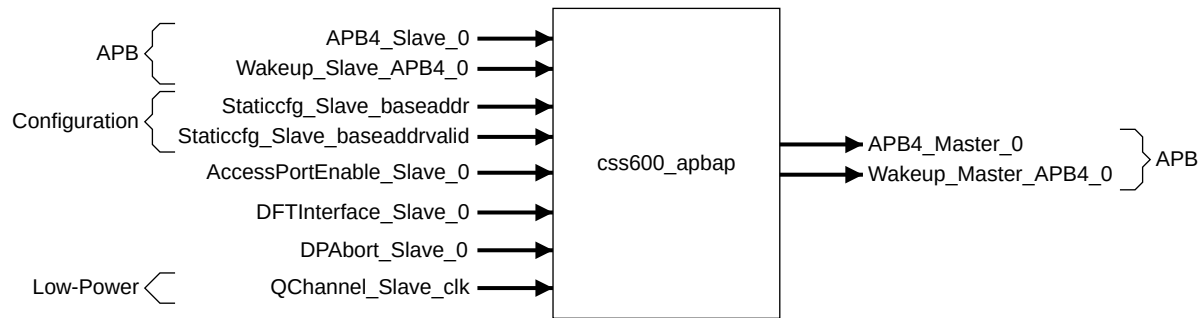 APB
APB4_Slave_0
Wakeup_Slave_APB4_0
Configuration
Staticcfg_Slave_baseaddr
Staticcfg_Slave_baseaddrvalid
AccessPortEnable_Slave_0
DFTInterface_Slave_0
DPAbort_Slave_0
Low-Power
QChannel_Slave_clk
css600_apbap
APB4_Master_0
Wakeup_Master_APB4_0
APB